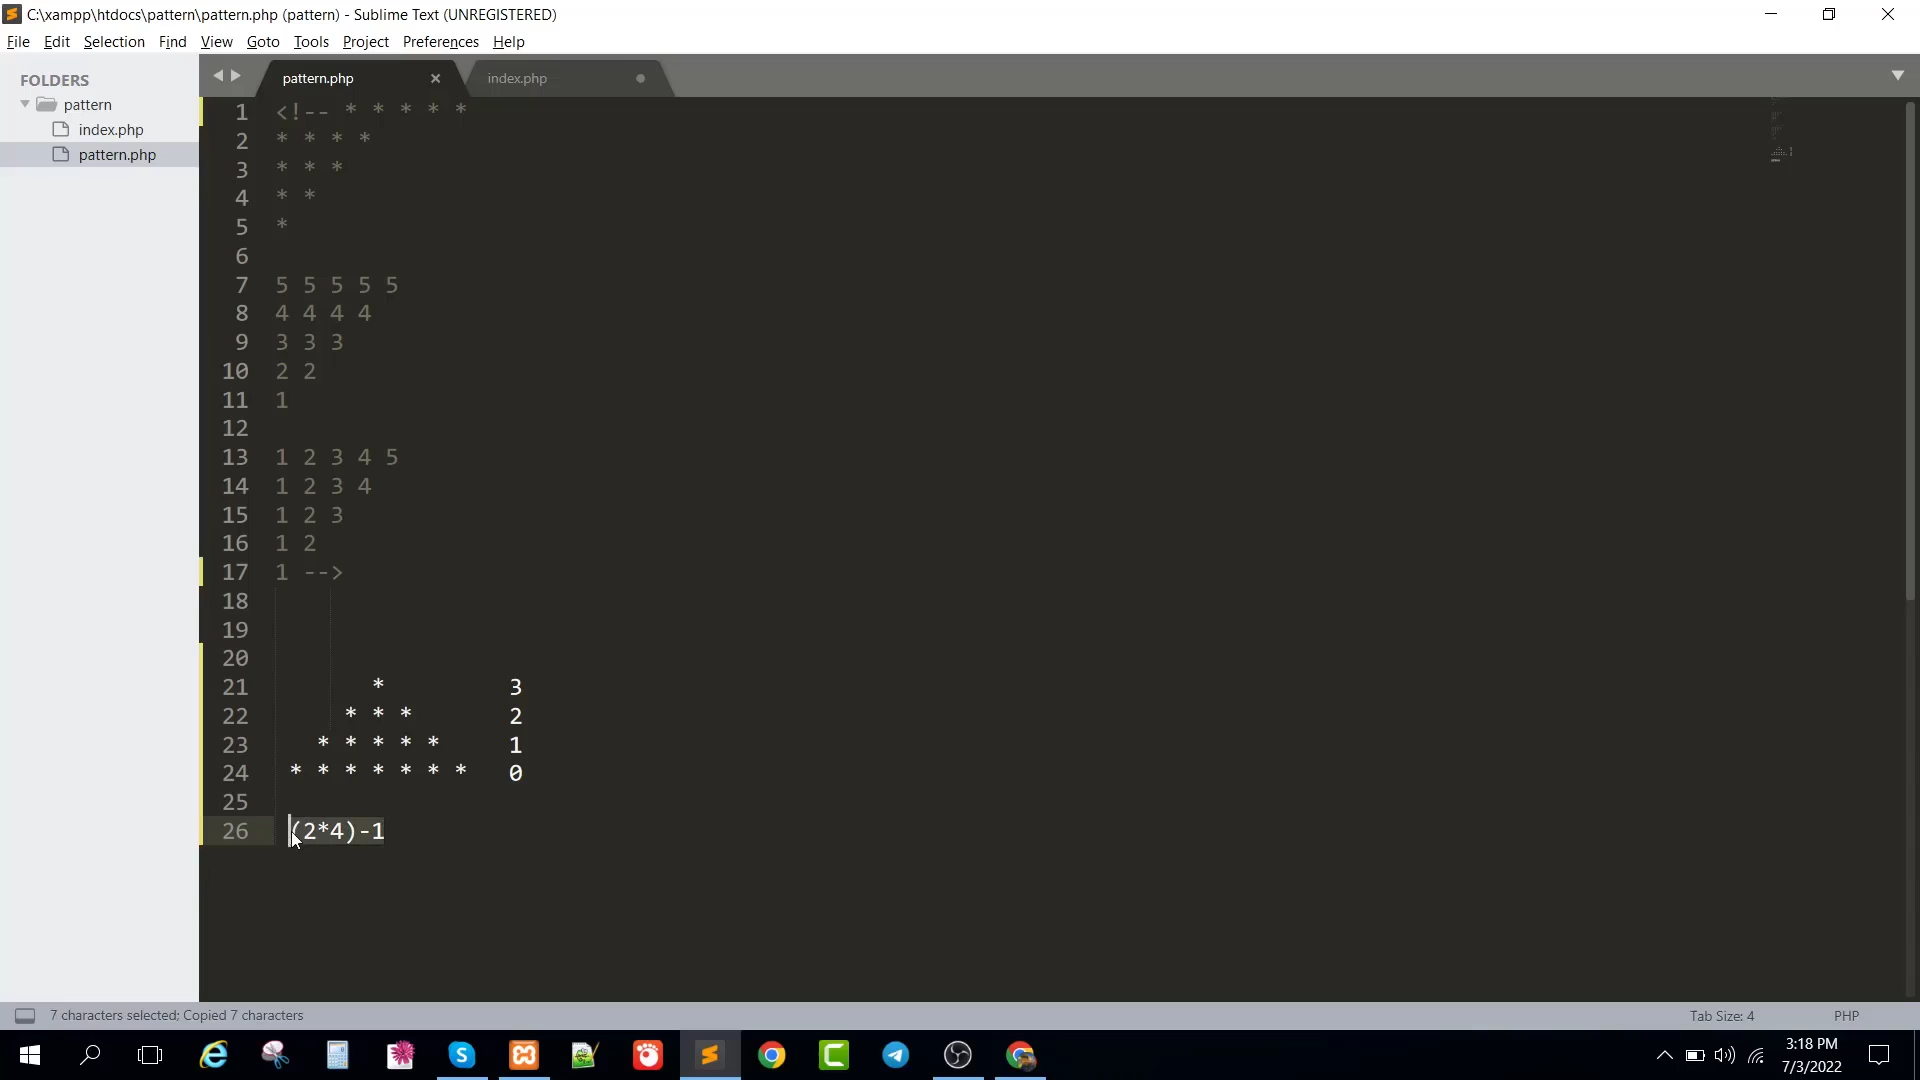 C:\xampp\htdocs\pattern\pattern.php (pattern) - Sublime Text (UNREGISTERED)
File Edit Selection Find View Goto Tools Project Preferences Help
FOLDERS
pattern
index.php
pattern.php
pattern.php index.php
1 <!-- * * * * *
2 * * * *
3 * * *
4 * *
5 *
6
7 5 5 5 5 5
8 4 4 4 4
9 3 3 3
10 2 2
11 1
12
13 1 2 3 4 5
14 1 2 3 4
15 1 2 3
16 1 2
17 1 -->
18
19
20
21 * 3
22 * * * 2
23 * * * * * 1
24 * * * * * * * 0
25
26 (2*4)-1
7 characters selected; Copied 7 characters
Tab Size: 4 PHP
3:18 PM
7/3/2022